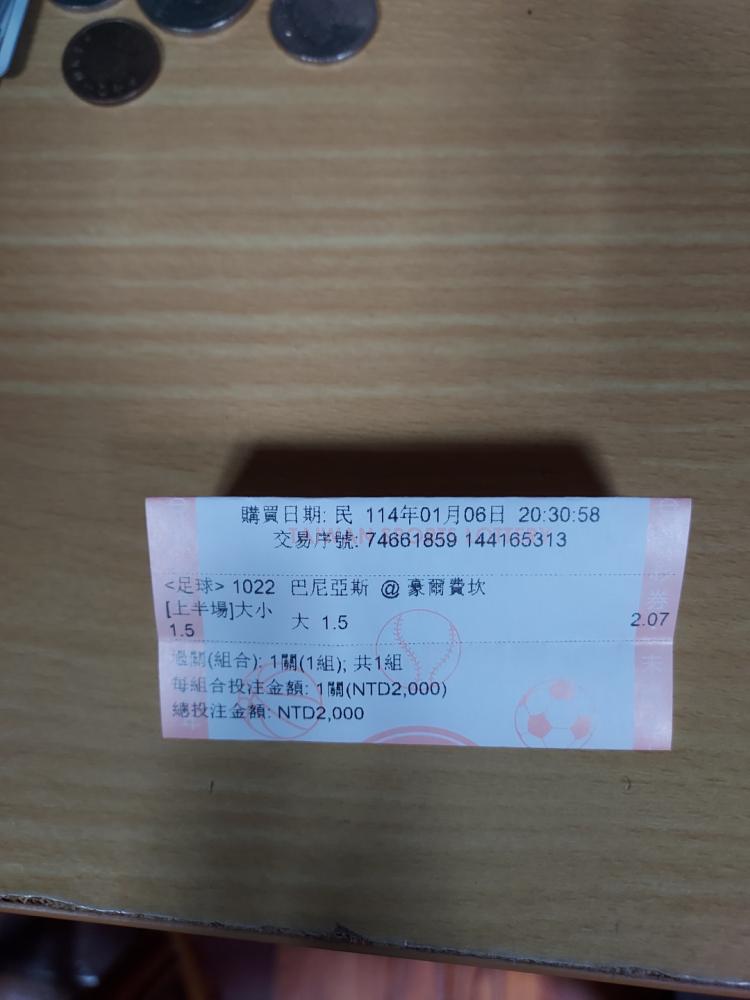 購買日期: 民 114年01月06日 20:30:58
TAIWAN SPORTS LOTTERY
交易序號: 74661859 144165313
<足球> 1022 巴尼亞斯 @ 豪爾費坎
[上半場]大小 1.5 大 1.5 2.07
過關(組合): 1關(1組); 共1組
每組合投注金額: 1關(NTD2,000)
總投注金額: NTD2,000